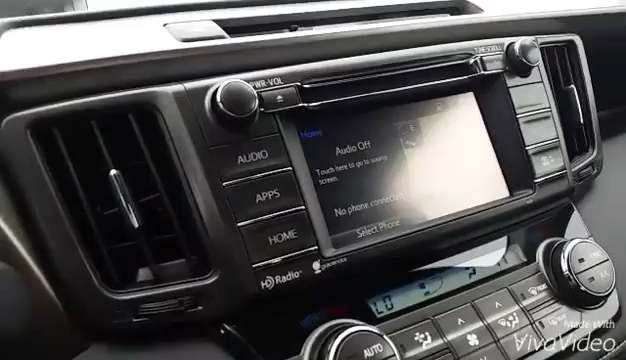 PWR-VOL
TUNE-SCROLL
AUDIO
APPS
HOME
HD Radio
gracenote
Home
Audio Off
Touch here to go to source
screen.
No phone connected
Select Phone
E
LO
AUTO
Made With
VivaVideo